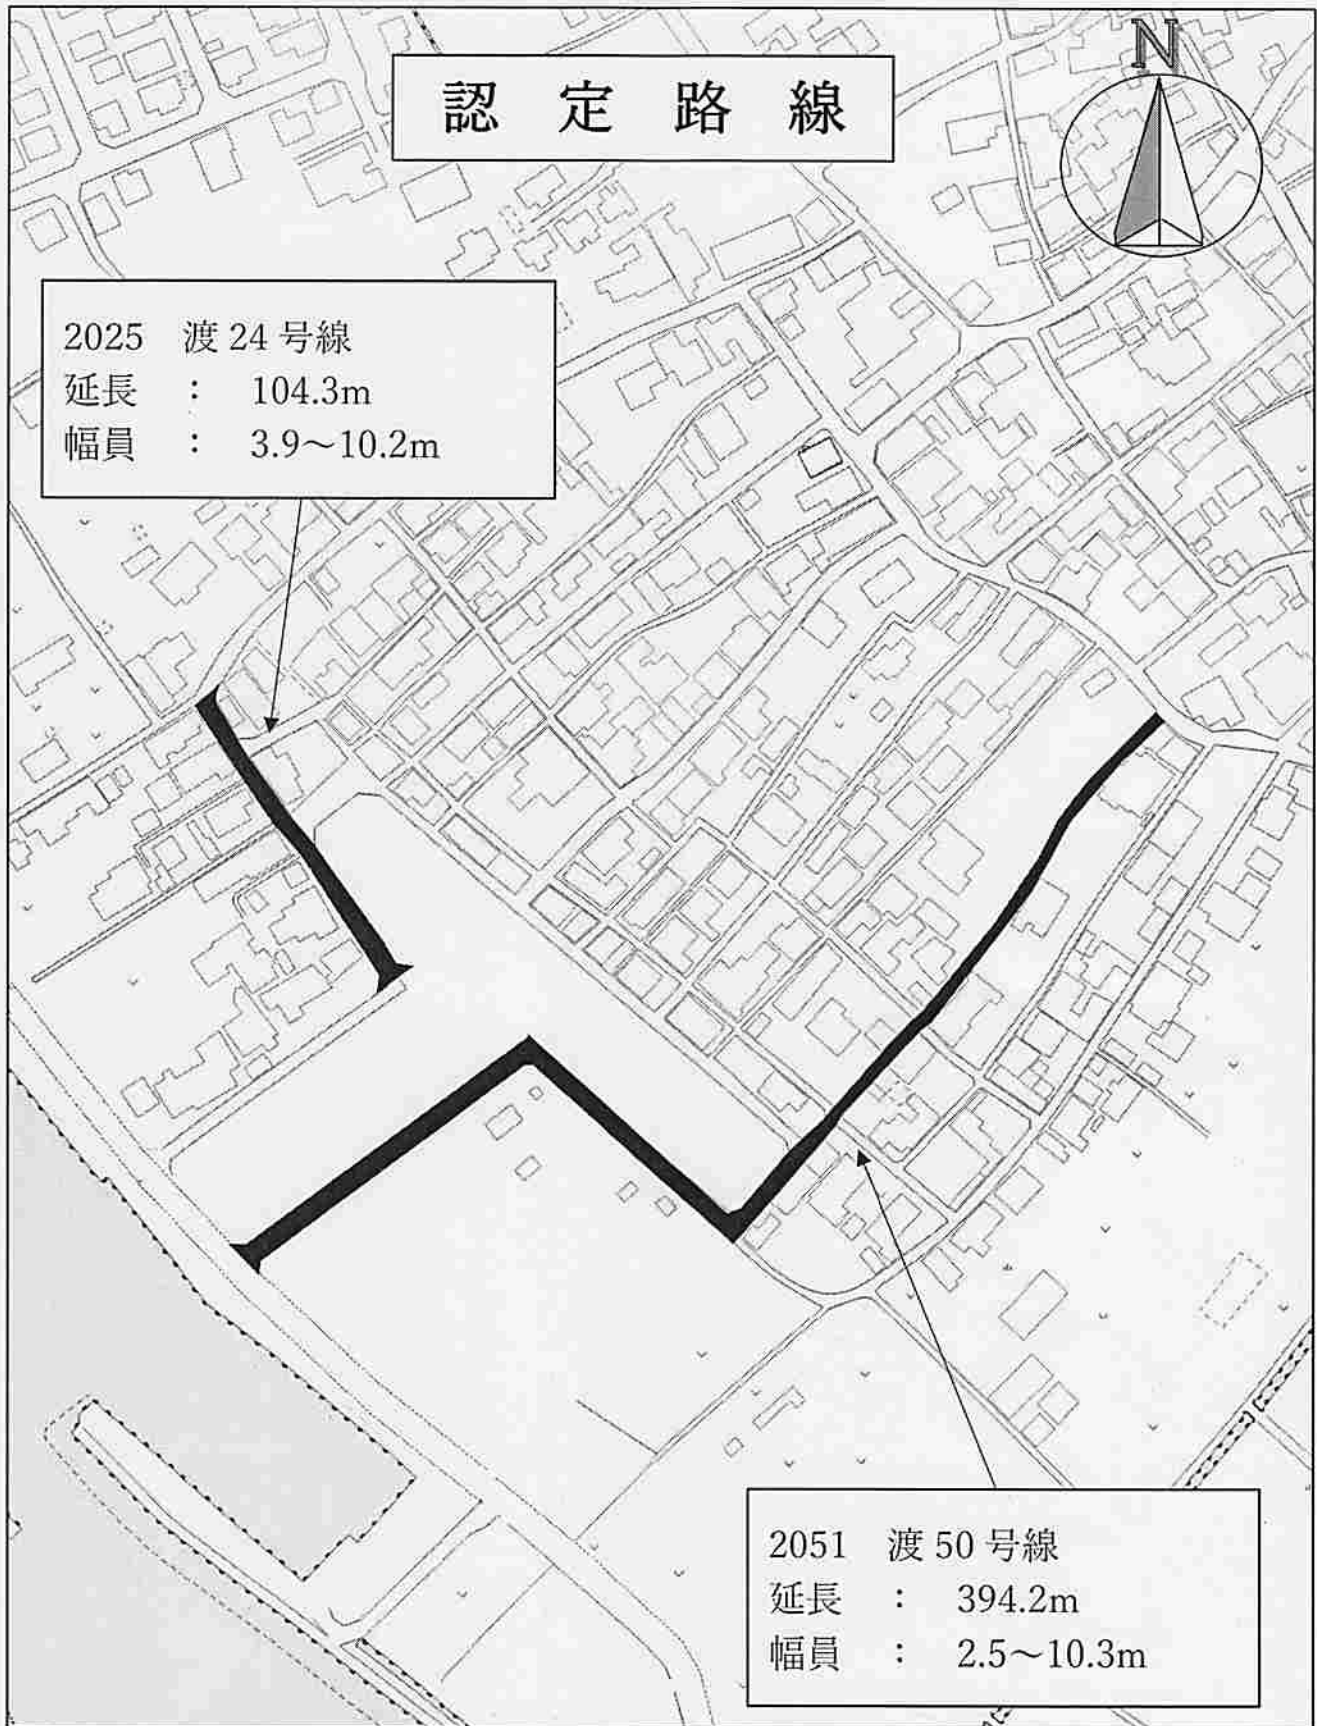 認定路線
N
2025 渡24号線
延長 : 104.3m
幅員 : 3.9～10.2m
2051 渡50号線
延長 : 394.2m
幅員 : 2.5～10.3m